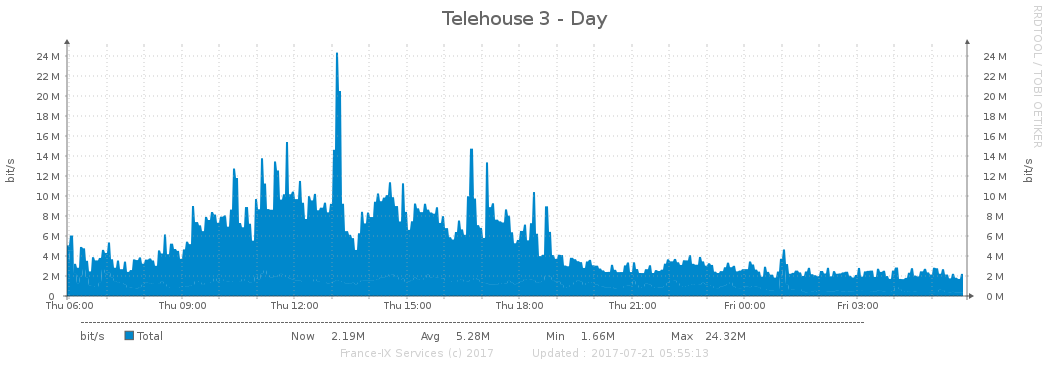 Telehouse 3 - Day
RRDTOOL / TOBI OETIKER
bit/s
24 M 24 M
22 M 22 M
20 M 20 M
18 M 18 M
16 M 16 M
14 M 14 M
12 M 12 M
10 M 10 M
8 M 8 M
6 M 6 M
4 M 4 M
2 M 2 M
0 0 M
bit/s
Thu 06:00 Thu 09:00 Thu 12:00 Thu 15:00 Thu 18:00 Thu 21:00 Fri 00:00 Fri 03:00
bit/s Total Now 2.19M Avg 5.28M Min 1.66M Max 24.32M
France-IX Services (c) 2017 Updated : 2017-07-21 05:55:13